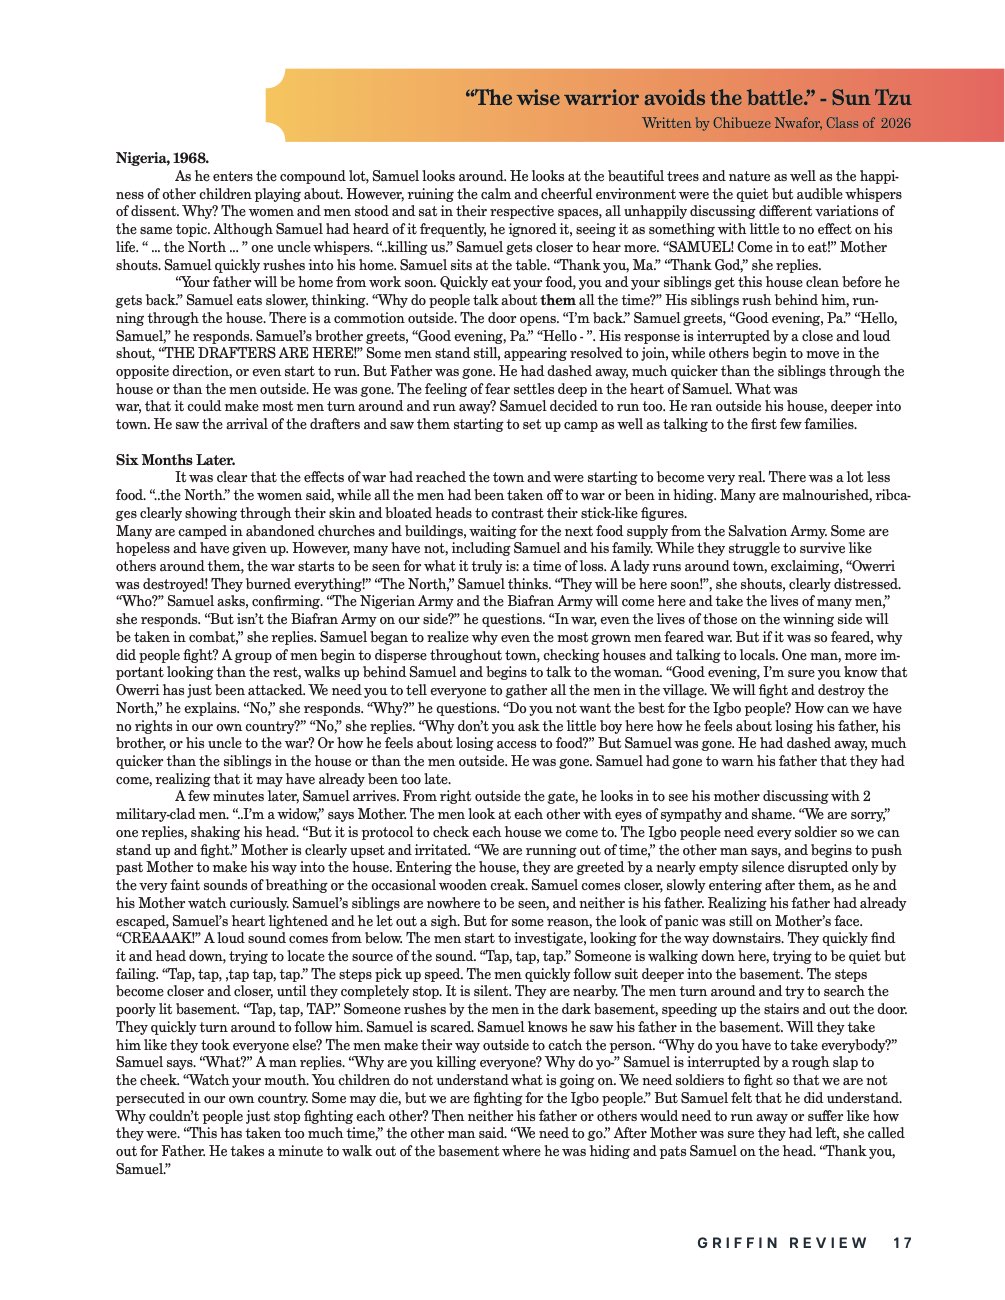 “The wise warrior avoids the battle.” - Sun Tzu
Written by Chibueze Nwafor, Class of 2026
Nigeria, 1968.
As he enters the compound lot, Samuel looks around. He looks at the beautiful trees and nature as well as the happi-
ness of other children playing about. However, ruining the calm and cheerful environment were the quiet but audible whispers
of dissent. Why? The women and men stood and sat in their respective spaces, all unhappily discussing different variations of
the same topic. Although Samuel had heard of it frequently, he ignored it, seeing it as something with little to no effect on his
life. “ ... the North ... ” one uncle whispers. “..killing us.” Samuel gets closer to hear more. “SAMUEL! Come in to eat!” Mother
shouts. Samuel quickly rushes into his home. Samuel sits at the table. “Thank you, Ma.” “Thank God,” she replies.
“Your father will be home from work soon. Quickly eat your food, you and your siblings get this house clean before he
gets back.” Samuel eats slower, thinking. “Why do people talk about them all the time?” His siblings rush behind him, run-
ning through the house. There is a commotion outside. The door opens. “I’m back.” Samuel greets, “Good evening, Pa.” “Hello,
Samuel,” he responds. Samuel’s brother greets, “Good evening, Pa.” “Hello - ”. His response is interrupted by a close and loud
shout, “THE DRAFTERS ARE HERE!” Some men stand still, appearing resolved to join, while others begin to move in the
opposite direction, or even start to run. But Father was gone. He had dashed away, much quicker than the siblings through the
house or than the men outside. He was gone. The feeling of fear settles deep in the heart of Samuel. What was
war, that it could make most men turn around and run away? Samuel decided to run too. He ran outside his house, deeper into
town. He saw the arrival of the drafters and saw them starting to set up camp as well as talking to the first few families.
Six Months Later.
It was clear that the effects of war had reached the town and were starting to become very real. There was a lot less
food. “..the North.” the women said, while all the men had been taken off to war or been in hiding. Many are malnourished, ribca-
ges clearly showing through their skin and bloated heads to contrast their stick-like figures.
Many are camped in abandoned churches and buildings, waiting for the next food supply from the Salvation Army. Some are
hopeless and have given up. However, many have not, including Samuel and his family. While they struggle to survive like
others around them, the war starts to be seen for what it truly is: a time of loss. A lady runs around town, exclaiming, “Owerri
was destroyed! They burned everything!” “The North,” Samuel thinks. “They will be here soon!”, she shouts, clearly distressed.
“Who?” Samuel asks, confirming. “The Nigerian Army and the Biafran Army will come here and take the lives of many men,”
she responds. “But isn’t the Biafran Army on our side?” he questions. “In war, even the lives of those on the winning side will
be taken in combat,” she replies. Samuel began to realize why even the most grown men feared war. But if it was so feared, why
did people fight? A group of men begin to disperse throughout town, checking houses and talking to locals. One man, more im-
portant looking than the rest, walks up behind Samuel and begins to talk to the woman. “Good evening, I’m sure you know that
Owerri has just been attacked. We need you to tell everyone to gather all the men in the village. We will fight and destroy the
North,” he explains. “No,” she responds. “Why?” he questions. “Do you not want the best for the Igbo people? How can we have
no rights in our own country?” “No,” she replies. “Why don’t you ask the little boy here how he feels about losing his father, his
brother, or his uncle to the war? Or how he feels about losing access to food?” But Samuel was gone. He had dashed away, much
quicker than the siblings in the house or than the men outside. He was gone. Samuel had gone to warn his father that they had
come, realizing that it may have already been too late.
A few minutes later, Samuel arrives. From right outside the gate, he looks in to see his mother discussing with 2
military-clad men. “..I’m a widow,” says Mother. The men look at each other with eyes of sympathy and shame. “We are sorry,”
one replies, shaking his head. “But it is protocol to check each house we come to. The Igbo people need every soldier so we can
stand up and fight.” Mother is clearly upset and irritated. “We are running out of time,” the other man says, and begins to push
past Mother to make his way into the house. Entering the house, they are greeted by a nearly empty silence disrupted only by
the very faint sounds of breathing or the occasional wooden creak. Samuel comes closer, slowly entering after them, as he and
his Mother watch curiously. Samuel’s siblings are nowhere to be seen, and neither is his father. Realizing his father had already
escaped, Samuel’s heart lightened and he let out a sigh. But for some reason, the look of panic was still on Mother’s face.
“CREAAAK!” A loud sound comes from below. The men start to investigate, looking for the way downstairs. They quickly find
it and head down, trying to locate the source of the sound. “Tap, tap, tap.” Someone is walking down here, trying to be quiet but
failing. “Tap, tap, ,tap tap, tap.” The steps pick up speed. The men quickly follow suit deeper into the basement. The steps
become closer and closer, until they completely stop. It is silent. They are nearby. The men turn around and try to search the
poorly lit basement. “Tap, tap, TAP.” Someone rushes by the men in the dark basement, speeding up the stairs and out the door.
They quickly turn around to follow him. Samuel is scared. Samuel knows he saw his father in the basement. Will they take
him like they took everyone else? The men make their way outside to catch the person. “Why do you have to take everybody?”
Samuel says. “What?” A man replies. “Why are you killing everyone? Why do yo-” Samuel is interrupted by a rough slap to
the cheek. “Watch your mouth. You children do not understand what is going on. We need soldiers to fight so that we are not
persecuted in our own country. Some may die, but we are fighting for the Igbo people.” But Samuel felt that he did understand.
Why couldn’t people just stop fighting each other? Then neither his father or others would need to run away or suffer like how
they were. “This has taken too much time,” the other man said. “We need to go.” After Mother was sure they had left, she called
out for Father. He takes a minute to walk out of the basement where he was hiding and pats Samuel on the head. “Thank you,
Samuel.”
GRIFFIN REVIEW 17